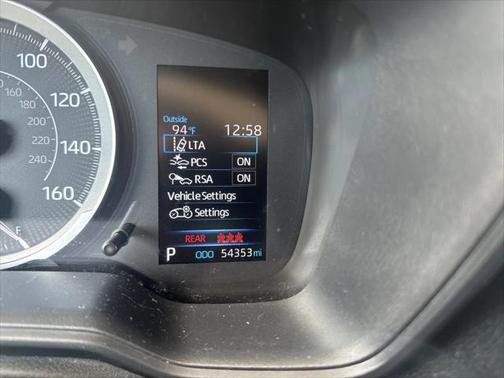 100
120
140
160
160
180
200
220
240
F
Outside
94°F 12:58
LTA
PCS ON
RSA ON
Vehicle Settings
Settings
REAR
P ODO 54353 mi